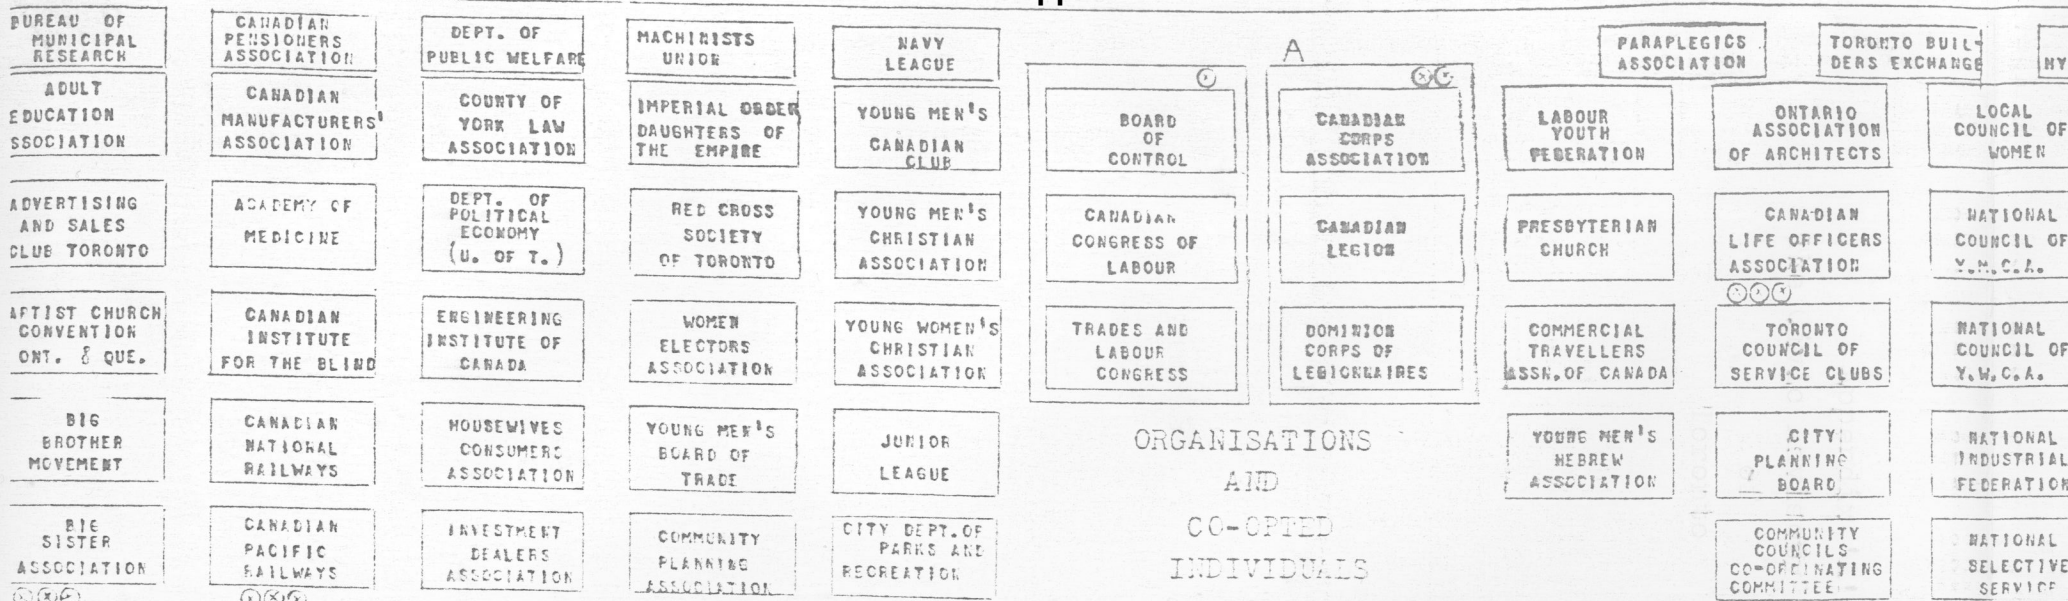 BUREAU OF
MUNICIPAL
RESEARCH
ADULT
EDUCATION
SSOCIATION
ADVERTISING
AND SALES
CLUB TORONTO
APTIST CHURCH
CONVENTION
ONT. & QUE.
BIG
BROTHER
MOVEMENT
BIG
SISTER
ASSOCIATION
CANADIAN
PENSIONERS
ASSOCIATION
CANADIAN
MANUFACTURERS'
ASSOCIATION
ACADEMY OF
MEDICINE
CANADIAN
INSTITUTE
FOR THE BLIND
CANADIAN
NATIONAL
RAILWAYS
CANADIAN
PACIFIC
RAILWAYS
DEPT. OF
PUBLIC WELFARE
COUNTY OF
YORK LAW
ASSOCIATION
DEPT. OF
POLITICAL
ECONOMY
(U. OF T.)
ENGINEERING
INSTITUTE OF
CANADA
HOUSEWIVES
CONSUMERS
ASSOCIATION
INVESTMENT
DEALERS
ASSOCIATION
MACHINISTS
UNION
IMPERIAL ORDER
DAUGHTERS OF
THE EMPIRE
RED CROSS
SOCIETY
OF TORONTO
WOMEN
ELECTORS
ASSOCIATION
YOUNG MEN'S
BOARD OF
TRADE
COMMUNITY
PLANNING
ASSOCIATION
NAVY
LEAGUE
YOUNG MEN'S
CANADIAN
CLUB
YOUNG MEN'S
CHRISTIAN
ASSOCIATION
YOUNG WOMEN'S
CHRISTIAN
ASSOCIATION
JUNIOR
LEAGUE
CITY DEPT. OF
PARKS AND
RECREATION
BOARD
OF
CONTROL
CANADIAN
CONGRESS OF
LABOUR
TRADES AND
LABOUR
CONGRESS
A
CANADIAN
CORPS
ASSOCIATION
CANADIAN
LEGION
DOMINION
CORPS OF
LEGIONNAIRES
ORGANISATIONS
AND
CO-OPTED
INDIVIDUALS
PARAPLEGICS
ASSOCIATION
LABOUR
YOUTH
FEDERATION
PRESBYTERIAN
CHURCH
COMMERCIAL
TRAVELLERS
ASSN. OF CANADA
YOUNG MEN'S
HEBREW
ASSOCIATION
TORONTO BUIL-
DERS EXCHANGE
ONTARIO
ASSOCIATION
OF ARCHITECTS
CANADIAN
LIFE OFFICERS
ASSOCIATION
TORONTO
COUNCIL OF
SERVICE CLUBS
CITY
PLANNING
BOARD
COMMUNITY
COUNCILS
CO-ORDINATING
COMMITTEE
HY
LOCAL
COUNCIL OF
WOMEN
NATIONAL
COUNCIL OF
Y.M.C.A.
NATIONAL
COUNCIL OF
Y.W.C.A.
NATIONAL
INDUSTRIAL
FEDERATION
NATIONAL
SELECTIVE
SERVICE